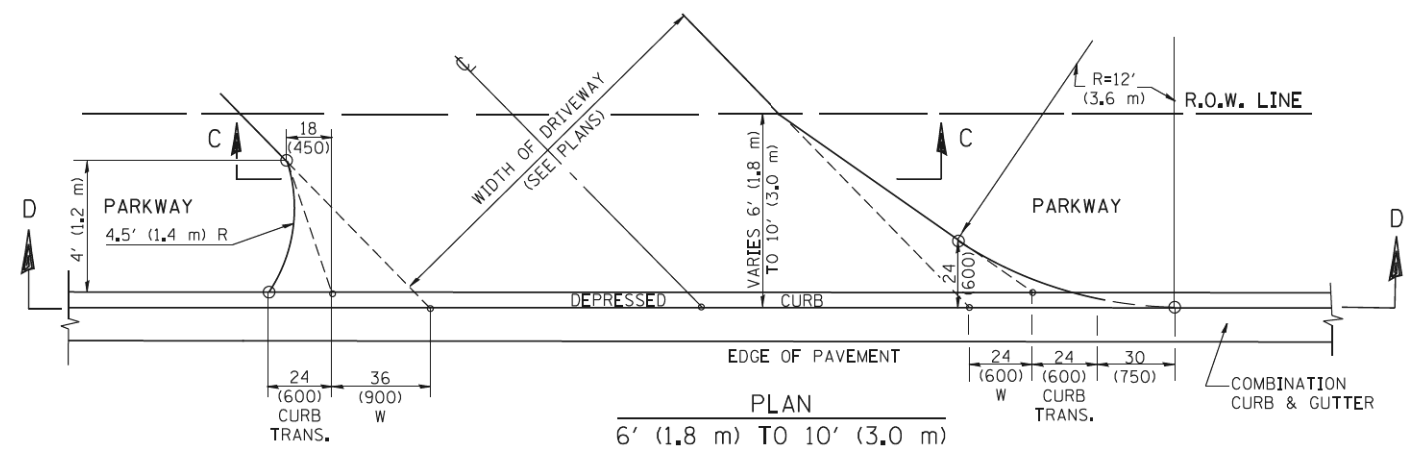 R=12'
(3.6 m)
R.O.W. LINE
℄
WIDTH OF DRIVEWAY
(SEE PLANS)
C
18
(450)
C
VARIES 6' (1.8 m)
TO 10' (3.0 m)
4' (1.2 m)
PARKWAY
4.5' (1.4 m) R
PARKWAY
D
D
24
(600)
DEPRESSED CURB
EDGE OF PAVEMENT
24
(600)
CURB
TRANS.
36
(900)
W
24
(600)
W
24
(600)
CURB
TRANS.
30
(750)
COMBINATION
CURB & GUTTER
PLAN
6' (1.8 m) TO 10' (3.0 m)